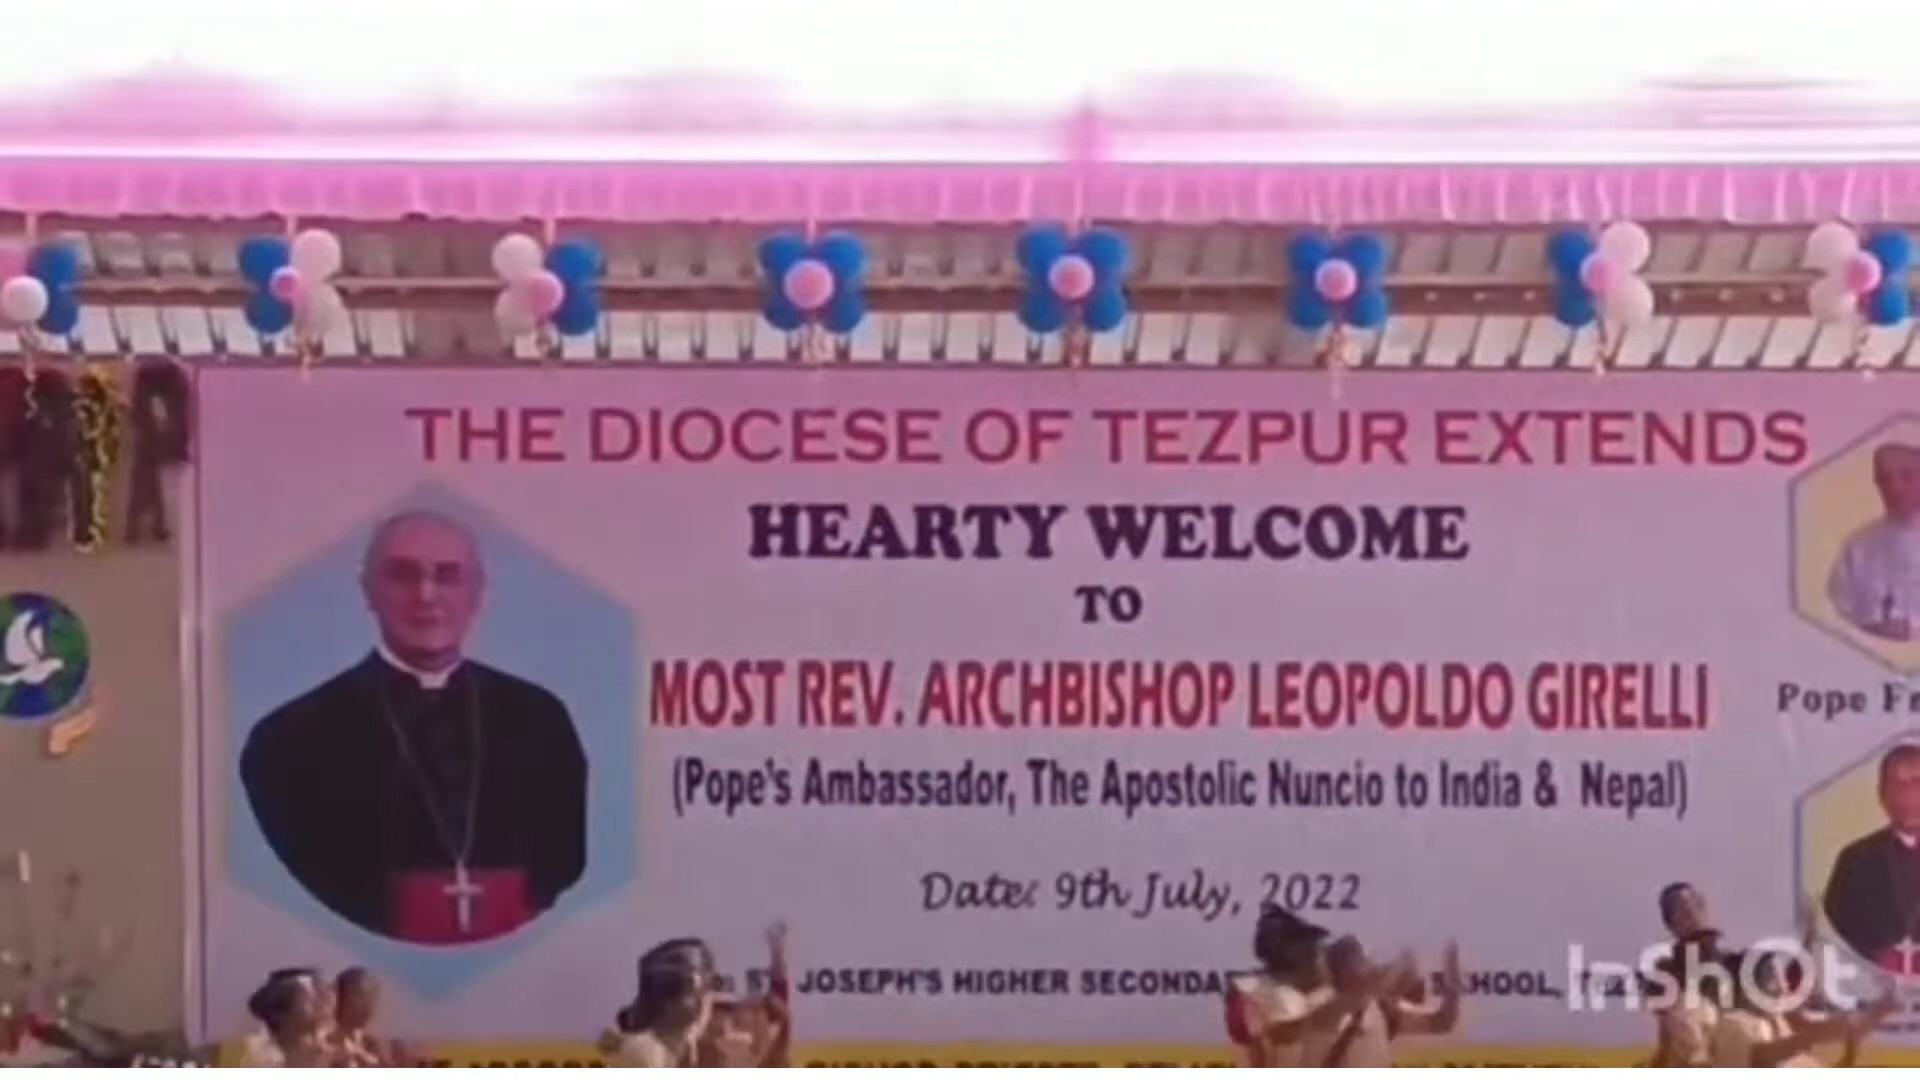 THE DIOCESE OF TEZPUR EXTENDS
HEARTY WELCOME
TO
MOST REV. ARCHBISHOP LEOPOLDO GIRELLI
(Pope's Ambassador, The Apostolic Nuncio to India & Nepal)
Pope
Date: 9th July, 2022
JOSEPH'S HIGHER
InShOt